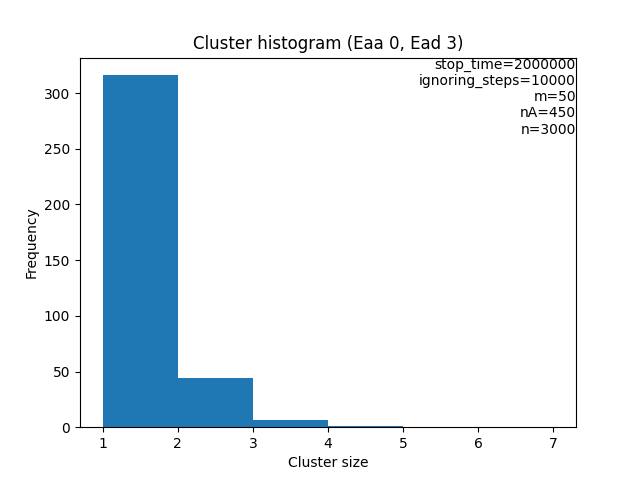 Cluster histogram (Eaa 0, Ead 3)
stop_time=2000000
ignoring_steps=10000
m=50
nA=450
n=3000
300
250
200
150
100
50
0
Frequency
1 2 3 4 5 6 7
Cluster size